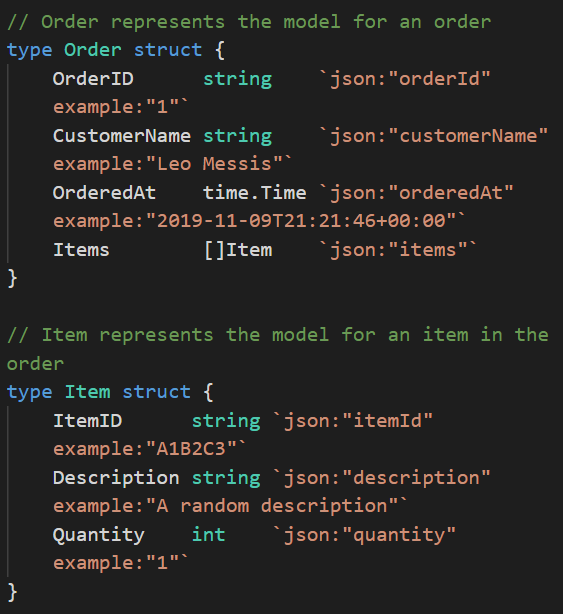 // Order represents the model for an order
type Order struct {
    OrderID      string    `json:"orderId"
    example:"1"`
    CustomerName string    `json:"customerName"
    example:"Leo Messis"`
    OrderedAt    time.Time `json:"orderedAt"
    example:"2019-11-09T21:21:46+00:00"`
    Items        []Item    `json:"items"`
}

// Item represents the model for an item in the
order
type Item struct {
    ItemID      string `json:"itemId"
    example:"A1B2C3"`
    Description string `json:"description"
    example:"A random description"`
    Quantity    int    `json:"quantity"
    example:"1"`
}